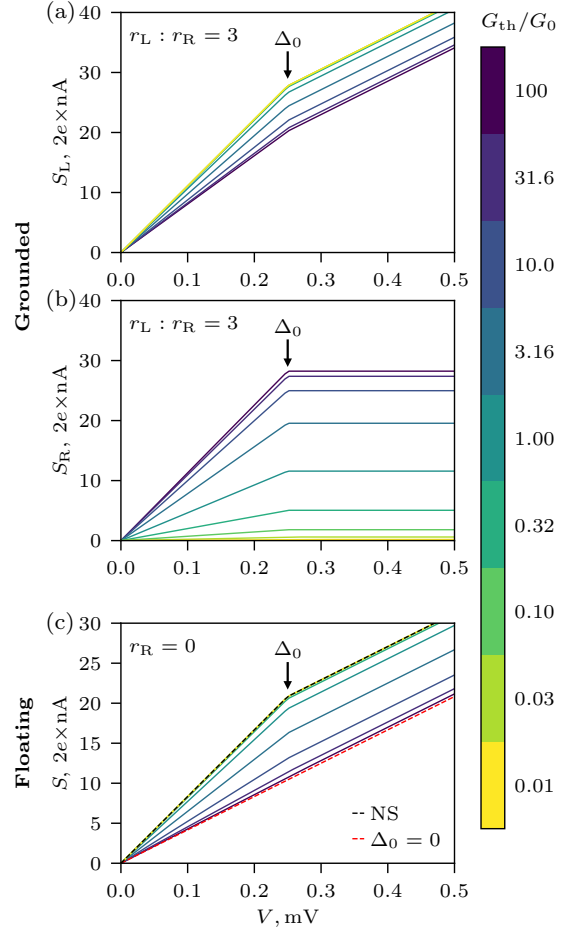 (a)
r_L : r_R = 3
Δ_0
40
30
20
10
0
S_L, 2e×nA
0.0 0.1 0.2 0.3 0.4 0.5
Grounded
(b)
r_L : r_R = 3
Δ_0
40
30
20
10
0
S_R, 2e×nA
0.0 0.1 0.2 0.3 0.4 0.5
(c)
r_R = 0
Δ_0
30
25
20
15
10
5
0
S, 2e×nA
Floating
NS
Δ_0 = 0
0.0 0.1 0.2 0.3 0.4 0.5
V, mV
G_th/G_0
100
31.6
10.0
3.16
1.00
0.32
0.10
0.03
0.01